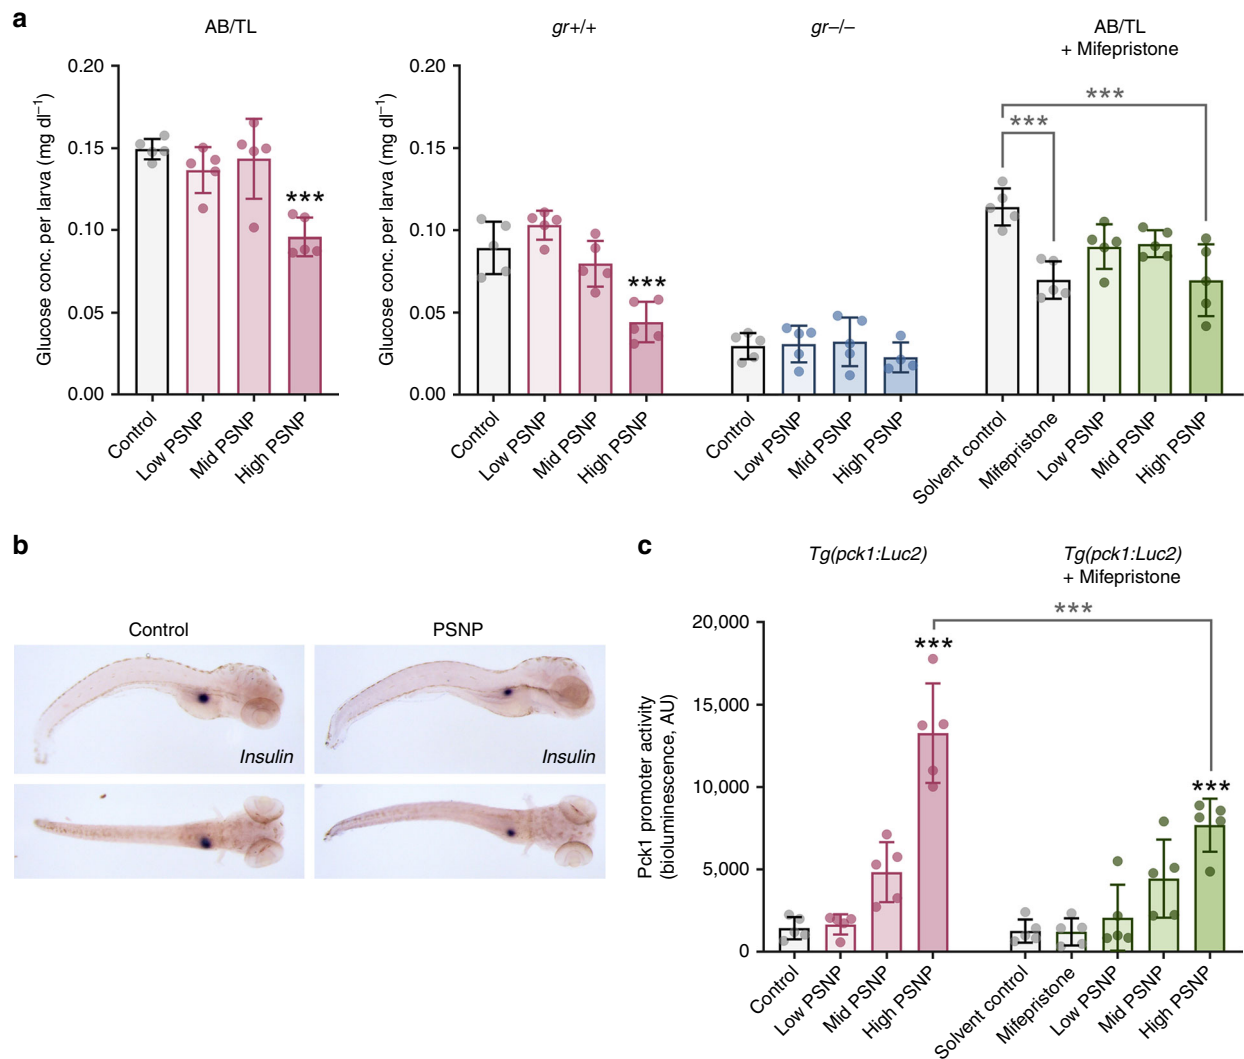 a
AB/TL
gr+/+
gr–/–
AB/TL
+ Mifepristone
Glucose conc. per larva (mg dl⁻¹)
0.20
0.15
0.10
0.05
0.00
***
Control
Low PSNP
Mid PSNP
High PSNP
Glucose conc. per larva (mg dl⁻¹)
0.20
0.15
0.10
0.05
0.00
***
Control
Low PSNP
Mid PSNP
High PSNP
Control
Low PSNP
Mid PSNP
High PSNP
***
***
Solvent control
Mifepristone
Low PSNP
Mid PSNP
High PSNP
b
Control
PSNP
Insulin
Insulin
c
Tg(pck1:Luc2)
Tg(pck1:Luc2)
+ Mifepristone
Pck1 promoter activity
(bioluminescence, AU)
20,000
15,000
10,000
5,000
0
***
***
***
Control
Low PSNP
Mid PSNP
High PSNP
Solvent control
Mifepristone
Low PSNP
Mid PSNP
High PSNP